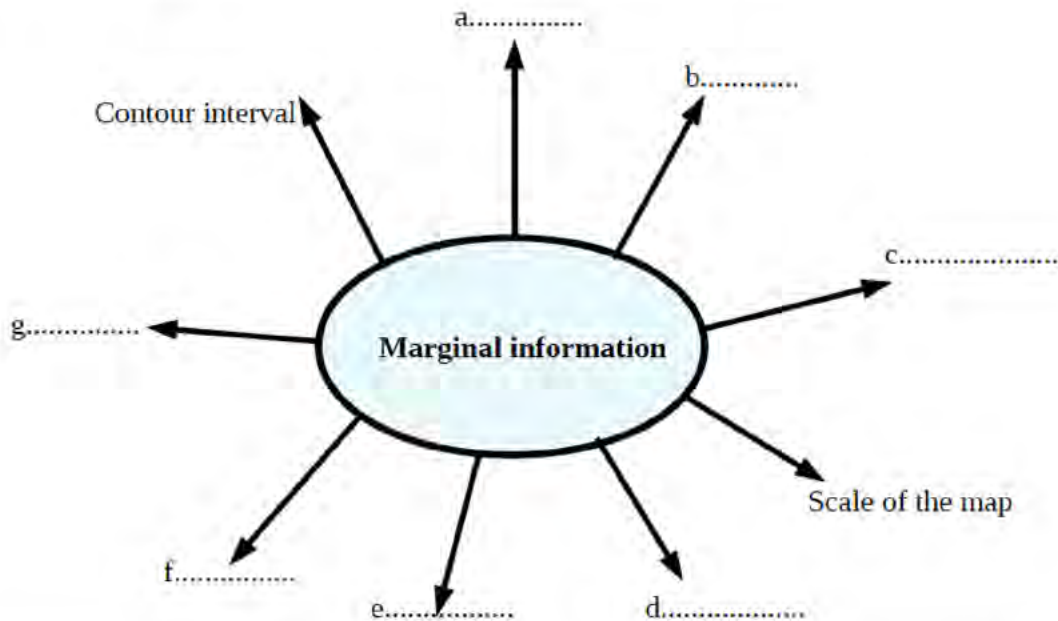 a...............
b.............
Contour interval
c.....................
g...............
Marginal information
Scale of the map
f................
e.................
d...................